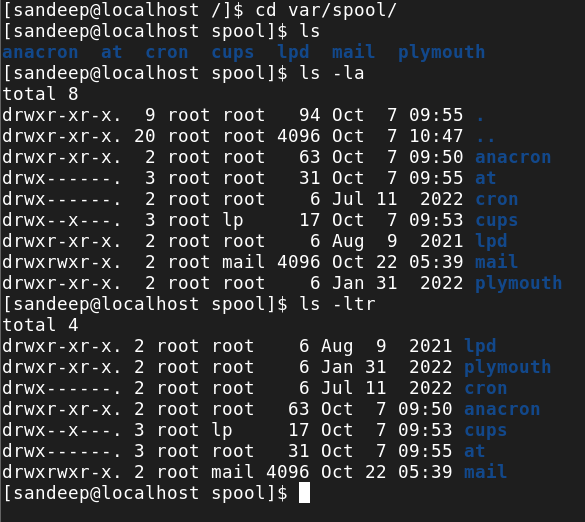 [sandeep@localhost /]$ cd var/spool/
[sandeep@localhost spool]$ ls
anacron  at  cron  cups  lpd  mail  plymouth
[sandeep@localhost spool]$ ls -la
total 8
drwxr-xr-x.  9 root root   94 Oct  7 09:55 .
drwxr-xr-x. 20 root root 4096 Oct  7 10:47 ..
drwxr-xr-x.  2 root root   63 Oct  7 09:50 anacron
drwx------.  3 root root   31 Oct  7 09:55 at
drwx------.  2 root root    6 Jul 11  2022 cron
drwx--x---.  3 root lp     17 Oct  7 09:53 cups
drwxr-xr-x.  2 root root    6 Aug  9  2021 lpd
drwxrwxr-x.  2 root mail 4096 Oct 22 05:39 mail
drwxr-xr-x.  2 root root    6 Jan 31  2022 plymouth
[sandeep@localhost spool]$ ls -ltr
total 4
drwxr-xr-x. 2 root root    6 Aug  9  2021 lpd
drwxr-xr-x. 2 root root    6 Jan 31  2022 plymouth
drwx------. 2 root root    6 Jul 11  2022 cron
drwxr-xr-x. 2 root root   63 Oct  7 09:50 anacron
drwx--x---. 3 root lp     17 Oct  7 09:53 cups
drwx------. 3 root root   31 Oct  7 09:55 at
drwxrwxr-x. 2 root mail 4096 Oct 22 05:39 mail
[sandeep@localhost spool]$